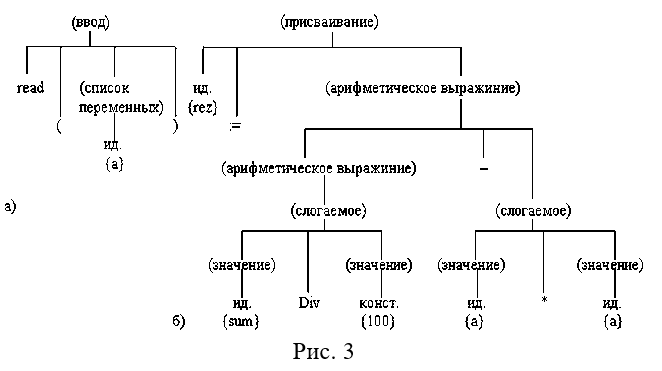 (ввод) (присваивание)
read (список переменных) ид. {rez} (арифметическое выражиние)
( ) :=
ид. {a}
(арифметическое выражиние) –
а)
(слогаемое) (слогаемое)
(значение) (значение) (значение) (значение)
ид. Div конст. ид. * ид.
б) {sum} {100} {a} {a}
Рис. 3